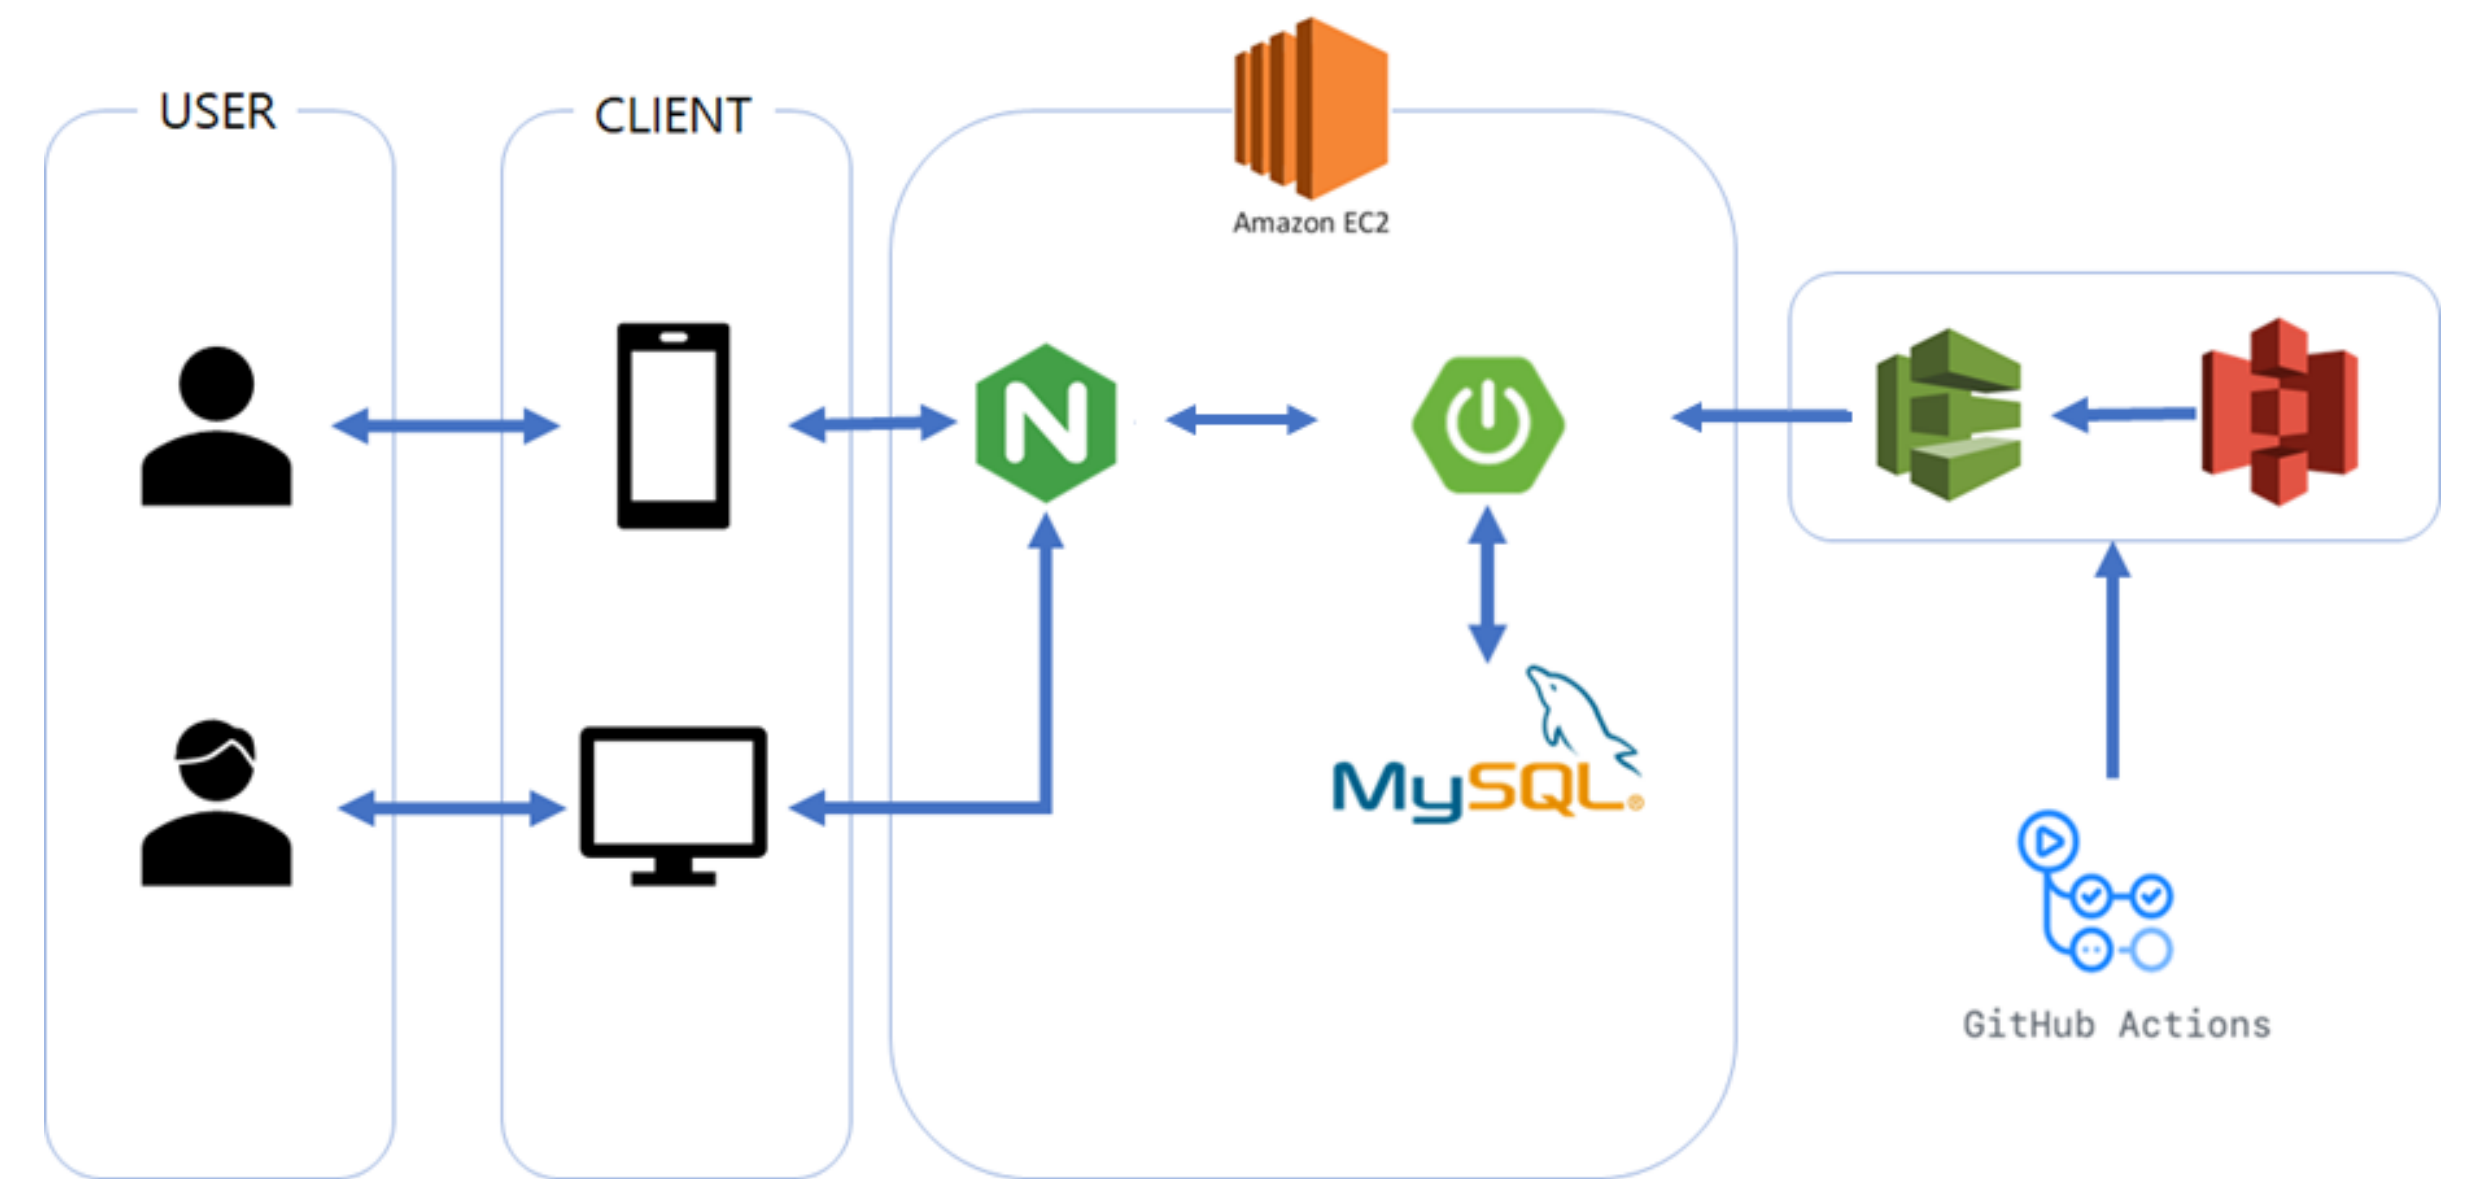 USER
CLIENT
Amazon EC2
N
MySQL®
GitHub Actions